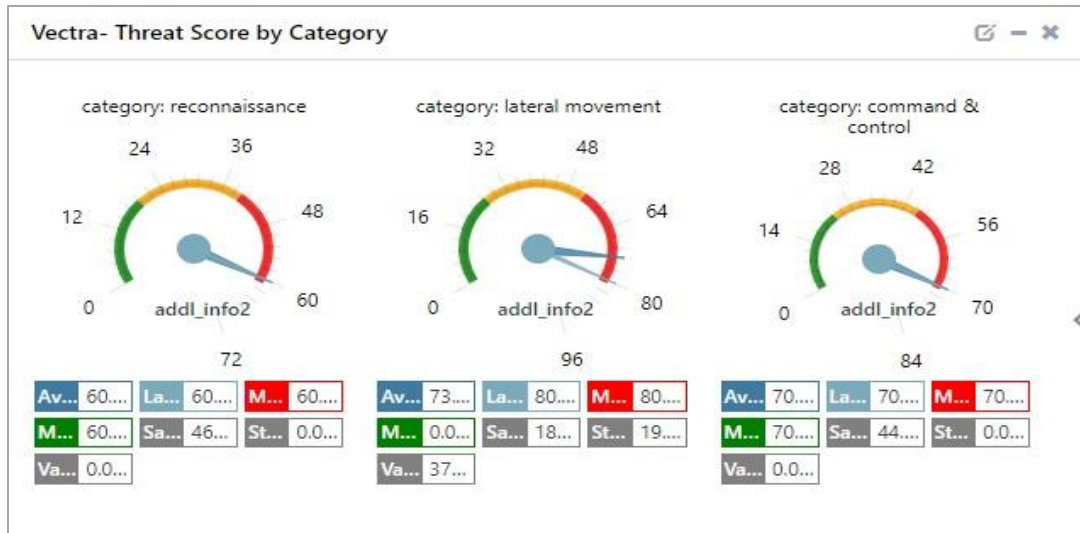 Vectra- Threat Score by Category
category: reconnaissance
0
12
24
36
48
60
72
addl_info2
Av... 60.... La... 60.... M... 60....
M... 60.... Sa... 46... St... 0.0...
Va... 0.0...
category: lateral movement
0
16
32
48
64
80
96
addl_info2
Av... 73.... La... 80.... M... 80....
M... 0.0... Sa... 18... St... 19....
Va... 37...
category: command &
control
0
14
28
42
56
70
84
addl_info2
Av... 70.... La... 70.... M... 70....
M... 70.... Sa... 44.... St... 0.0...
Va... 0.0...